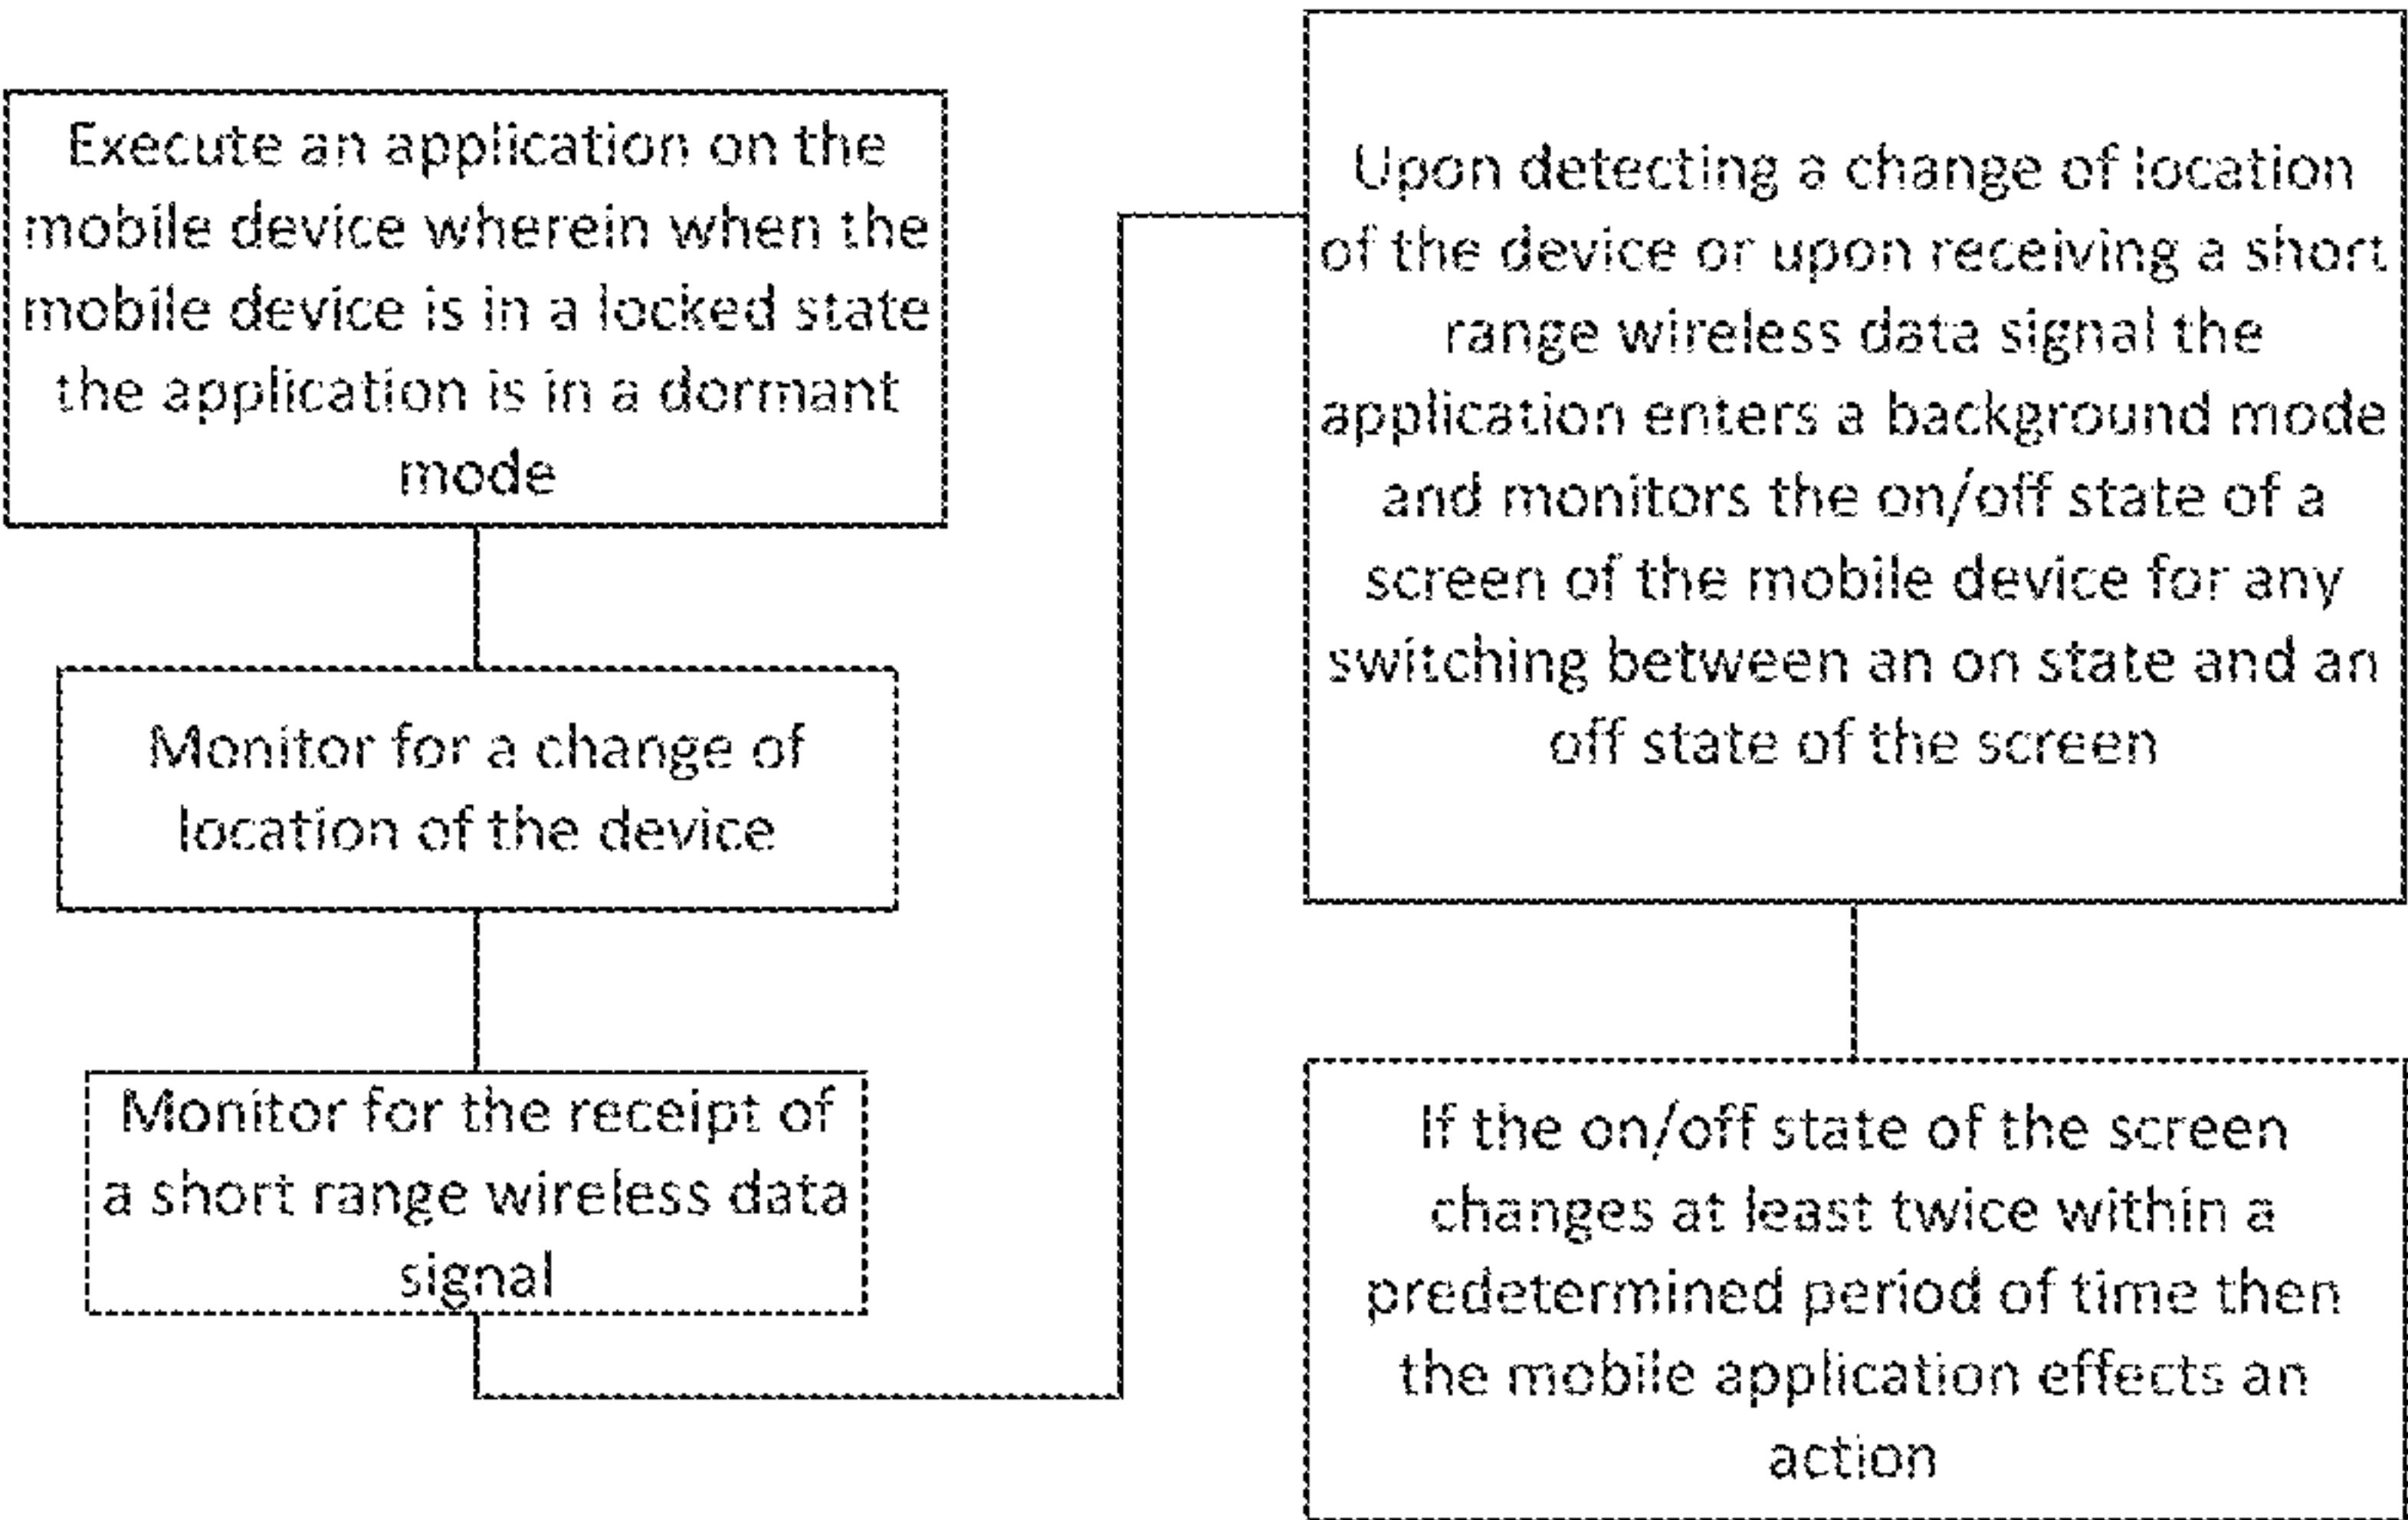 Execute an application on the
mobile device wherein when the
mobile device is in a locked state
the application is in a dormant
mode
Monitor for a change of
location of the device
Monitor for the receipt of
a short range wireless data
signal
Upon detecting a change of location
of the device or upon receiving a short
range wireless data signal the
application enters a background mode
and monitors the on/off state of a
screen of the mobile device for any
switching between an on state and an
off state of the screen
If the on/off state of the screen
changes at least twice within a
predetermined period of time then
the mobile application effects an
action